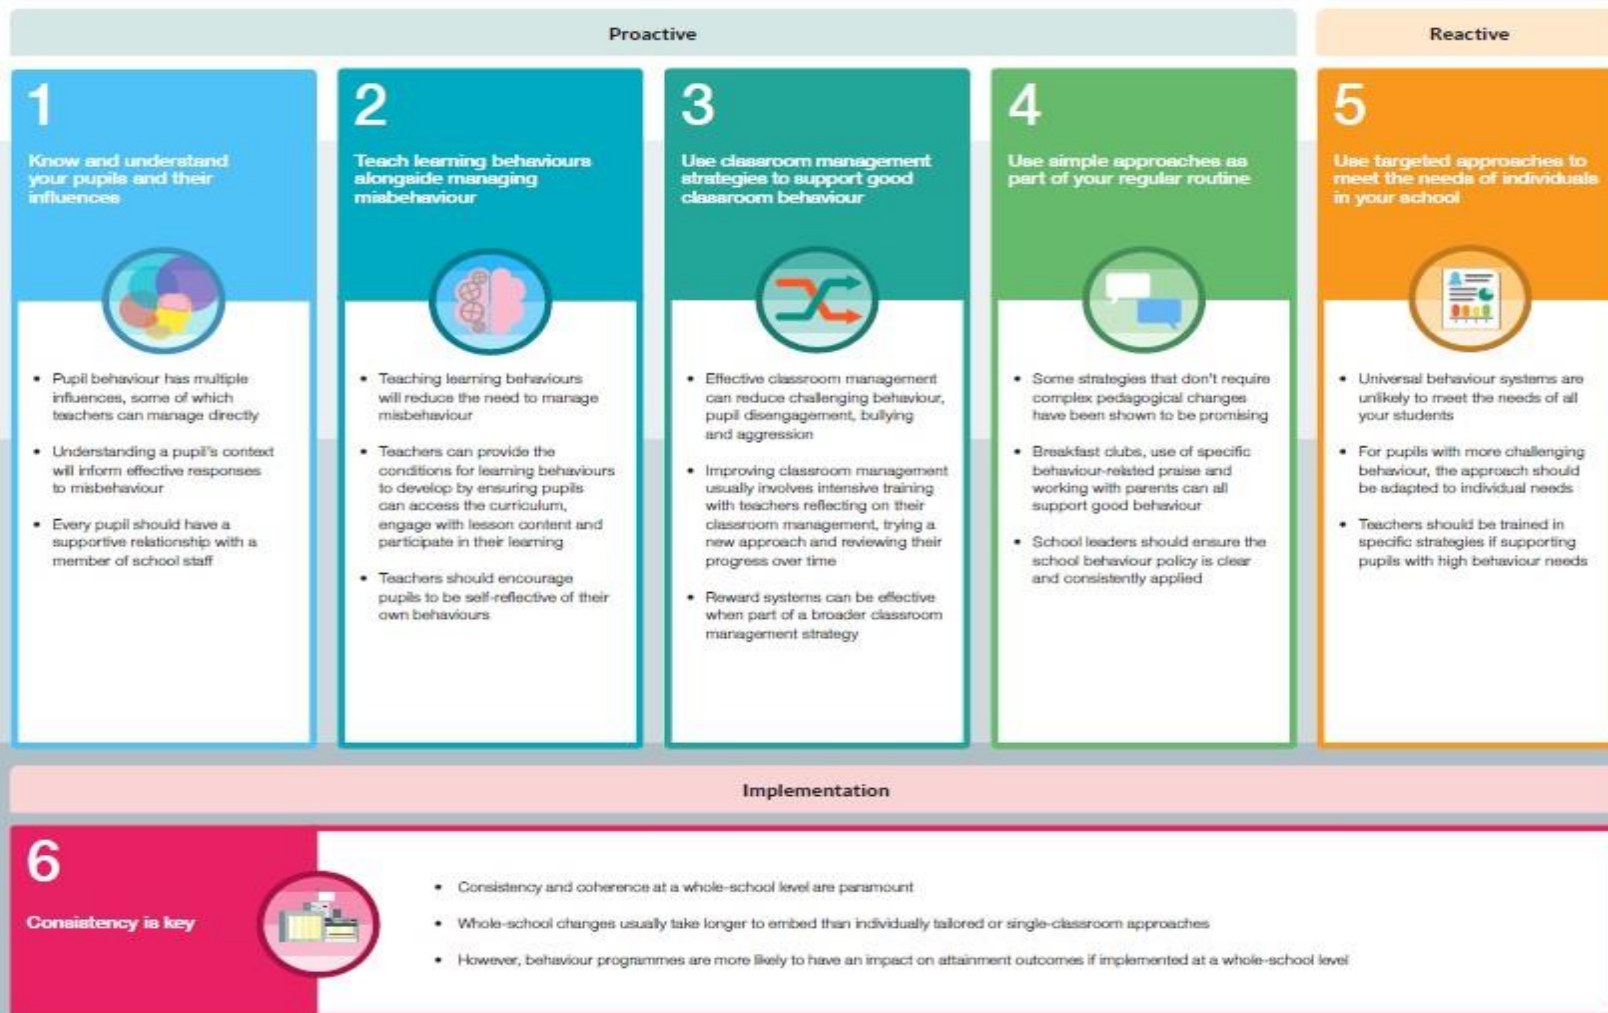 Proactive
Reactive
1
Know and understand
your pupils and their
influences
• Pupil behaviour has multiple
influences, some of which
teachers can manage directly
• Understanding a pupil's context
will inform effective responses
to misbehaviour
• Every pupil should have a
supportive relationship with a
member of school staff
2
Teach learning behaviours
alongside managing
misbehaviour
• Teaching learning behaviours
will reduce the need to manage
misbehaviour
• Teachers can provide the
conditions for learning behaviours
to develop by ensuring pupils
can access the curriculum,
engage with lesson content and
participate in their learning
• Teachers should encourage
pupils to be self-reflective of their
own behaviours
3
Use classroom management
strategies to support good
classroom behaviour
• Effective classroom management
can reduce challenging behaviour,
pupil disengagement, bullying
and aggression
• Improving classroom management
usually involves intensive training
with teachers reflecting on their
classroom management, trying a
new approach and reviewing their
progress over time
• Reward systems can be effective
when part of a broader classroom
management strategy
4
Use simple approaches as
part of your regular routine
• Some strategies that don't require
complex pedagogical changes
have been shown to be promising
• Breakfast clubs, use of specific
behaviour-related praise and
working with parents can all
support good behaviour
• School leaders should ensure the
school behaviour policy is clear
and consistently applied
5
Use targeted approaches to
meet the needs of individuals
in your school
• Universal behaviour systems are
unlikely to meet the needs of all
your students
• For pupils with more challenging
behaviour, the approach should
be adapted to individual needs
• Teachers should be trained in
specific strategies if supporting
pupils with high behaviour needs
Implementation
6
Consistency is key
• Consistency and coherence at a whole-school level are paramount
• Whole-school changes usually take longer to embed than individually tailored or single-classroom approaches
• However, behaviour programmes are more likely to have an impact on attainment outcomes if implemented at a whole-school level